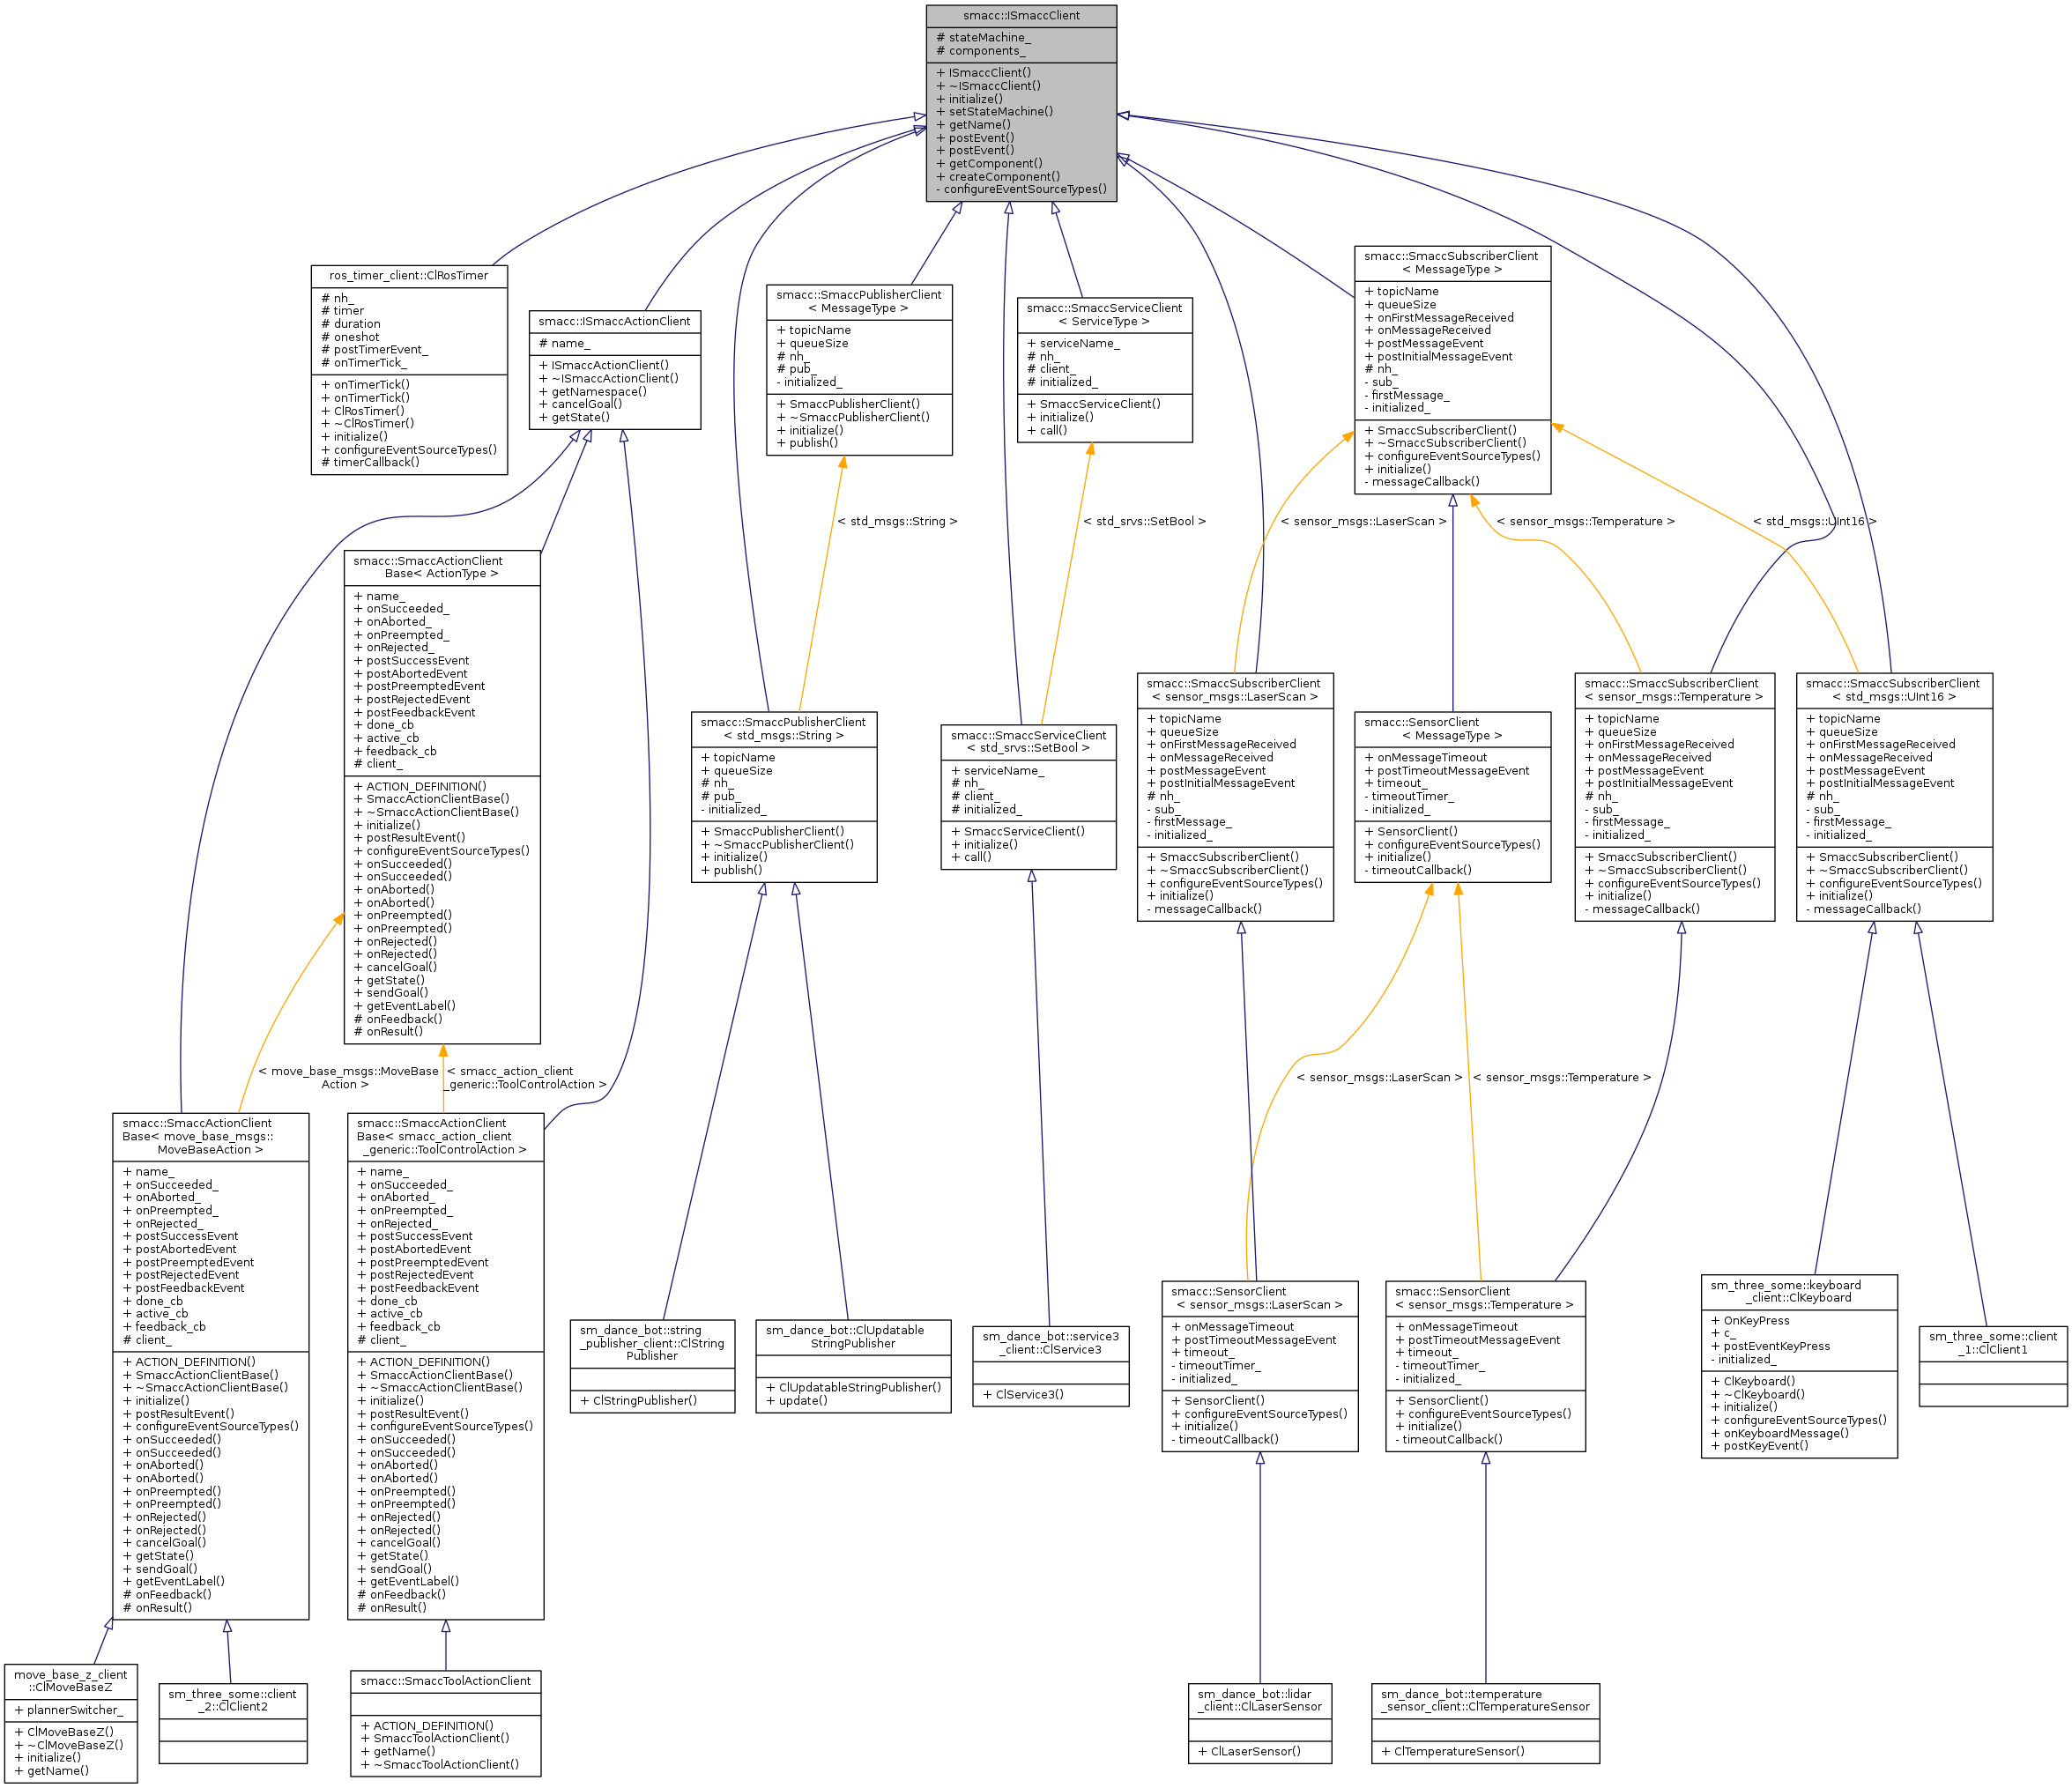 smacc::ISmaccClient
# stateMachine_
# components_
+ ISmaccClient()
+ ~ISmaccClient()
+ initialize()
+ setStateMachine()
+ getName()
+ postEvent()
+ postEvent()
+ getComponent()
+ createComponent()
- configureEventSourceTypes()
ros_timer_client::ClRosTimer
# nh_
# timer
# duration
# oneshot
# postTimerEvent_
# onTimerTick_
+ onTimerTick()
+ onTimerTick()
+ ClRosTimer()
+ ~ClRosTimer()
+ initialize()
+ configureEventSourceTypes()
# timerCallback()
smacc::ISmaccActionClient
# name_
+ ISmaccActionClient()
+ ~ISmaccActionClient()
+ getNamespace()
+ cancelGoal()
+ getState()
smacc::SmaccPublisherClient
< MessageType >
+ topicName
+ queueSize
# nh_
# pub_
- initialized_
+ SmaccPublisherClient()
+ ~SmaccPublisherClient()
+ initialize()
+ publish()
smacc::SmaccServiceClient
< ServiceType >
+ serviceName_
# nh_
# client_
# initialized_
+ SmaccServiceClient()
+ initialize()
+ call()
smacc::SmaccSubscriberClient
< MessageType >
+ topicName
+ queueSize
+ onFirstMessageReceived
+ onMessageReceived
+ postMessageEvent
+ postInitialMessageEvent
# nh_
- sub_
- firstMessage_
- initialized_
+ SmaccSubscriberClient()
+ ~SmaccSubscriberClient()
+ configureEventSourceTypes()
+ initialize()
- messageCallback()
< std_msgs::String >
< std_srvs::SetBool >
< sensor_msgs::LaserScan >
< sensor_msgs::Temperature >
< std_msgs::UInt16 >
smacc::SmaccActionClient
Base< ActionType >
+ name_
+ onSucceeded_
+ onAborted_
+ onPreempted_
+ onRejected_
+ postSuccessEvent
+ postAbortedEvent
+ postPreemptedEvent
+ postRejectedEvent
+ postFeedbackEvent
+ done_cb
+ active_cb
+ feedback_cb
# client_
+ ACTION_DEFINITION()
+ SmaccActionClientBase()
+ ~SmaccActionClientBase()
+ initialize()
+ postResultEvent()
+ configureEventSourceTypes()
+ onSucceeded()
+ onSucceeded()
+ onAborted()
+ onAborted()
+ onPreempted()
+ onPreempted()
+ onRejected()
+ onRejected()
+ cancelGoal()
+ getState()
+ sendGoal()
+ getEventLabel()
# onFeedback()
# onResult()
smacc::SmaccPublisherClient
< std_msgs::String >
+ topicName
+ queueSize
# nh_
# pub_
- initialized_
+ SmaccPublisherClient()
+ ~SmaccPublisherClient()
+ initialize()
+ publish()
smacc::SmaccServiceClient
< std_srvs::SetBool >
+ serviceName_
# nh_
# client_
# initialized_
+ SmaccServiceClient()
+ initialize()
+ call()
smacc::SmaccSubscriberClient
< sensor_msgs::LaserScan >
+ topicName
+ queueSize
+ onFirstMessageReceived
+ onMessageReceived
+ postMessageEvent
+ postInitialMessageEvent
# nh_
- sub_
- firstMessage_
- initialized_
+ SmaccSubscriberClient()
+ ~SmaccSubscriberClient()
+ configureEventSourceTypes()
+ initialize()
- messageCallback()
smacc::SensorClient
< MessageType >
+ onMessageTimeout
+ postTimeoutMessageEvent
+ timeout_
- timeoutTimer_
- initialized_
+ SensorClient()
+ configureEventSourceTypes()
+ initialize()
- timeoutCallback()
smacc::SmaccSubscriberClient
< sensor_msgs::Temperature >
+ topicName
+ queueSize
+ onFirstMessageReceived
+ onMessageReceived
+ postMessageEvent
+ postInitialMessageEvent
# nh_
- sub_
- firstMessage_
- initialized_
+ SmaccSubscriberClient()
+ ~SmaccSubscriberClient()
+ configureEventSourceTypes()
+ initialize()
- messageCallback()
smacc::SmaccSubscriberClient
< std_msgs::UInt16 >
+ topicName
+ queueSize
+ onFirstMessageReceived
+ onMessageReceived
+ postMessageEvent
+ postInitialMessageEvent
# nh_
- sub_
- firstMessage_
- initialized_
+ SmaccSubscriberClient()
+ ~SmaccSubscriberClient()
+ configureEventSourceTypes()
+ initialize()
- messageCallback()
< move_base_msgs::MoveBase
Action >
< smacc_action_client
_generic::ToolControlAction >
< sensor_msgs::LaserScan >
< sensor_msgs::Temperature >
smacc::SmaccActionClient
Base< move_base_msgs::
MoveBaseAction >
+ name_
+ onSucceeded_
+ onAborted_
+ onPreempted_
+ onRejected_
+ postSuccessEvent
+ postAbortedEvent
+ postPreemptedEvent
+ postRejectedEvent
+ postFeedbackEvent
+ done_cb
+ active_cb
+ feedback_cb
# client_
+ ACTION_DEFINITION()
+ SmaccActionClientBase()
+ ~SmaccActionClientBase()
+ initialize()
+ postResultEvent()
+ configureEventSourceTypes()
+ onSucceeded()
+ onSucceeded()
+ onAborted()
+ onAborted()
+ onPreempted()
+ onPreempted()
+ onRejected()
+ onRejected()
+ cancelGoal()
+ getState()
+ sendGoal()
+ getEventLabel()
# onFeedback()
# onResult()
smacc::SmaccActionClient
Base< smacc_action_client
_generic::ToolControlAction >
+ name_
+ onSucceeded_
+ onAborted_
+ onPreempted_
+ onRejected_
+ postSuccessEvent
+ postAbortedEvent
+ postPreemptedEvent
+ postRejectedEvent
+ postFeedbackEvent
+ done_cb
+ active_cb
+ feedback_cb
# client_
+ ACTION_DEFINITION()
+ SmaccActionClientBase()
+ ~SmaccActionClientBase()
+ initialize()
+ postResultEvent()
+ configureEventSourceTypes()
+ onSucceeded()
+ onSucceeded()
+ onAborted()
+ onAborted()
+ onPreempted()
+ onPreempted()
+ onRejected()
+ onRejected()
+ cancelGoal()
+ getState()
+ sendGoal()
+ getEventLabel()
# onFeedback()
# onResult()
sm_dance_bot::string
_publisher_client::ClString
Publisher
+ ClStringPublisher()
sm_dance_bot::ClUpdatable
StringPublisher
+ ClUpdatableStringPublisher()
+ update()
sm_dance_bot::service3
_client::ClService3
+ ClService3()
smacc::SensorClient
< sensor_msgs::LaserScan >
+ onMessageTimeout
+ postTimeoutMessageEvent
+ timeout_
- timeoutTimer_
- initialized_
+ SensorClient()
+ configureEventSourceTypes()
+ initialize()
- timeoutCallback()
smacc::SensorClient
< sensor_msgs::Temperature >
+ onMessageTimeout
+ postTimeoutMessageEvent
+ timeout_
- timeoutTimer_
- initialized_
+ SensorClient()
+ configureEventSourceTypes()
+ initialize()
- timeoutCallback()
sm_three_some::keyboard
_client::ClKeyboard
+ OnKeyPress
+ c_
+ postEventKeyPress
- initialized_
+ ClKeyboard()
+ ~ClKeyboard()
+ initialize()
+ configureEventSourceTypes()
+ onKeyboardMessage()
+ postKeyEvent()
sm_three_some::client
_1::ClClient1
move_base_z_client
::ClMoveBaseZ
+ plannerSwitcher_
+ ClMoveBaseZ()
+ ~ClMoveBaseZ()
+ initialize()
+ getName()
sm_three_some::client
_2::ClClient2
smacc::SmaccToolActionClient
+ ACTION_DEFINITION()
+ SmaccToolActionClient()
+ getName()
+ ~SmaccToolActionClient()
sm_dance_bot::lidar
_client::ClLaserSensor
+ ClLaserSensor()
sm_dance_bot::temperature
_sensor_client::ClTemperatureSensor
+ ClTemperatureSensor()